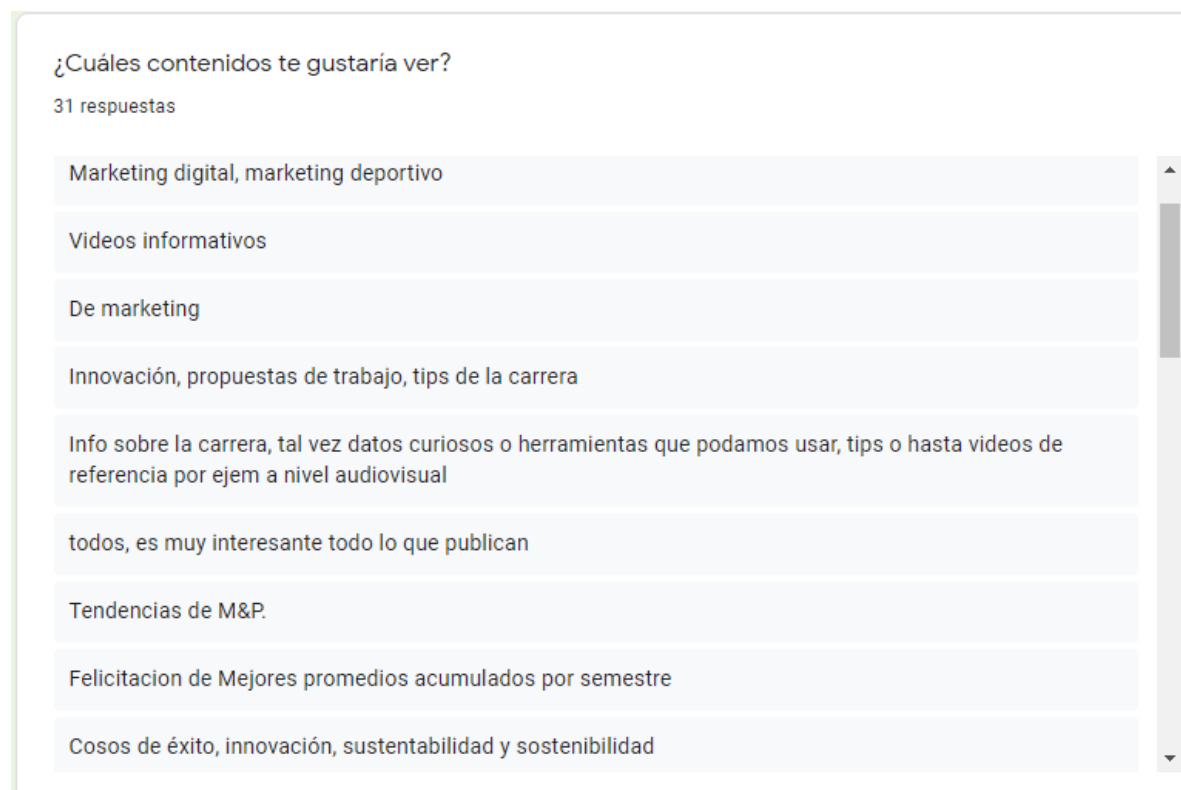 ¿Cuáles contenidos te gustaría ver?
31 respuestas
Marketing digital, marketing deportivo
Videos informativos
De marketing
Innovación, propuestas de trabajo, tips de la carrera
Info sobre la carrera, tal vez datos curiosos o herramientas que podamos usar, tips o hasta videos de
referencia por ejem a nivel audiovisual
todos, es muy interesante todo lo que publican
Tendencias de M&P.
Felicitacion de Mejores promedios acumulados por semestre
Cosos de éxito, innovación, sustentabilidad y sostenibilidad